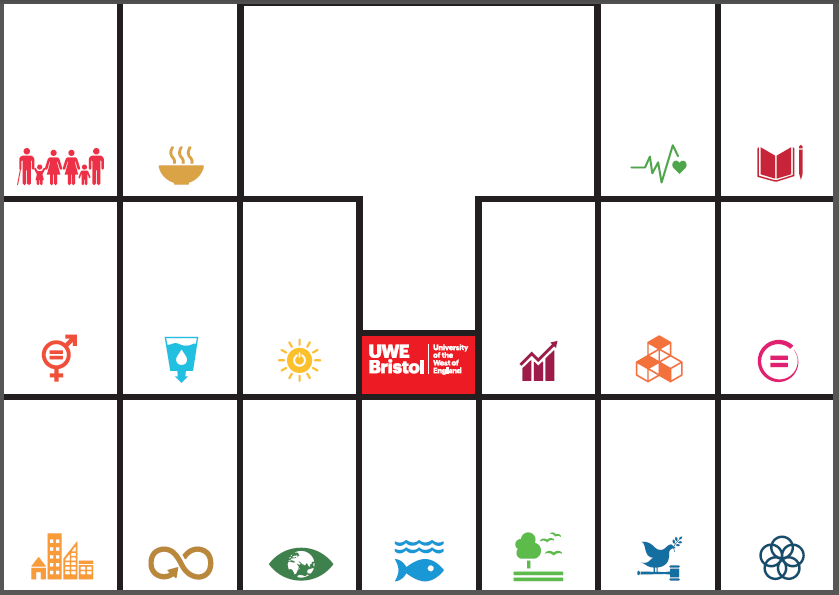 UWE
Bristol
University
of the
West of
England